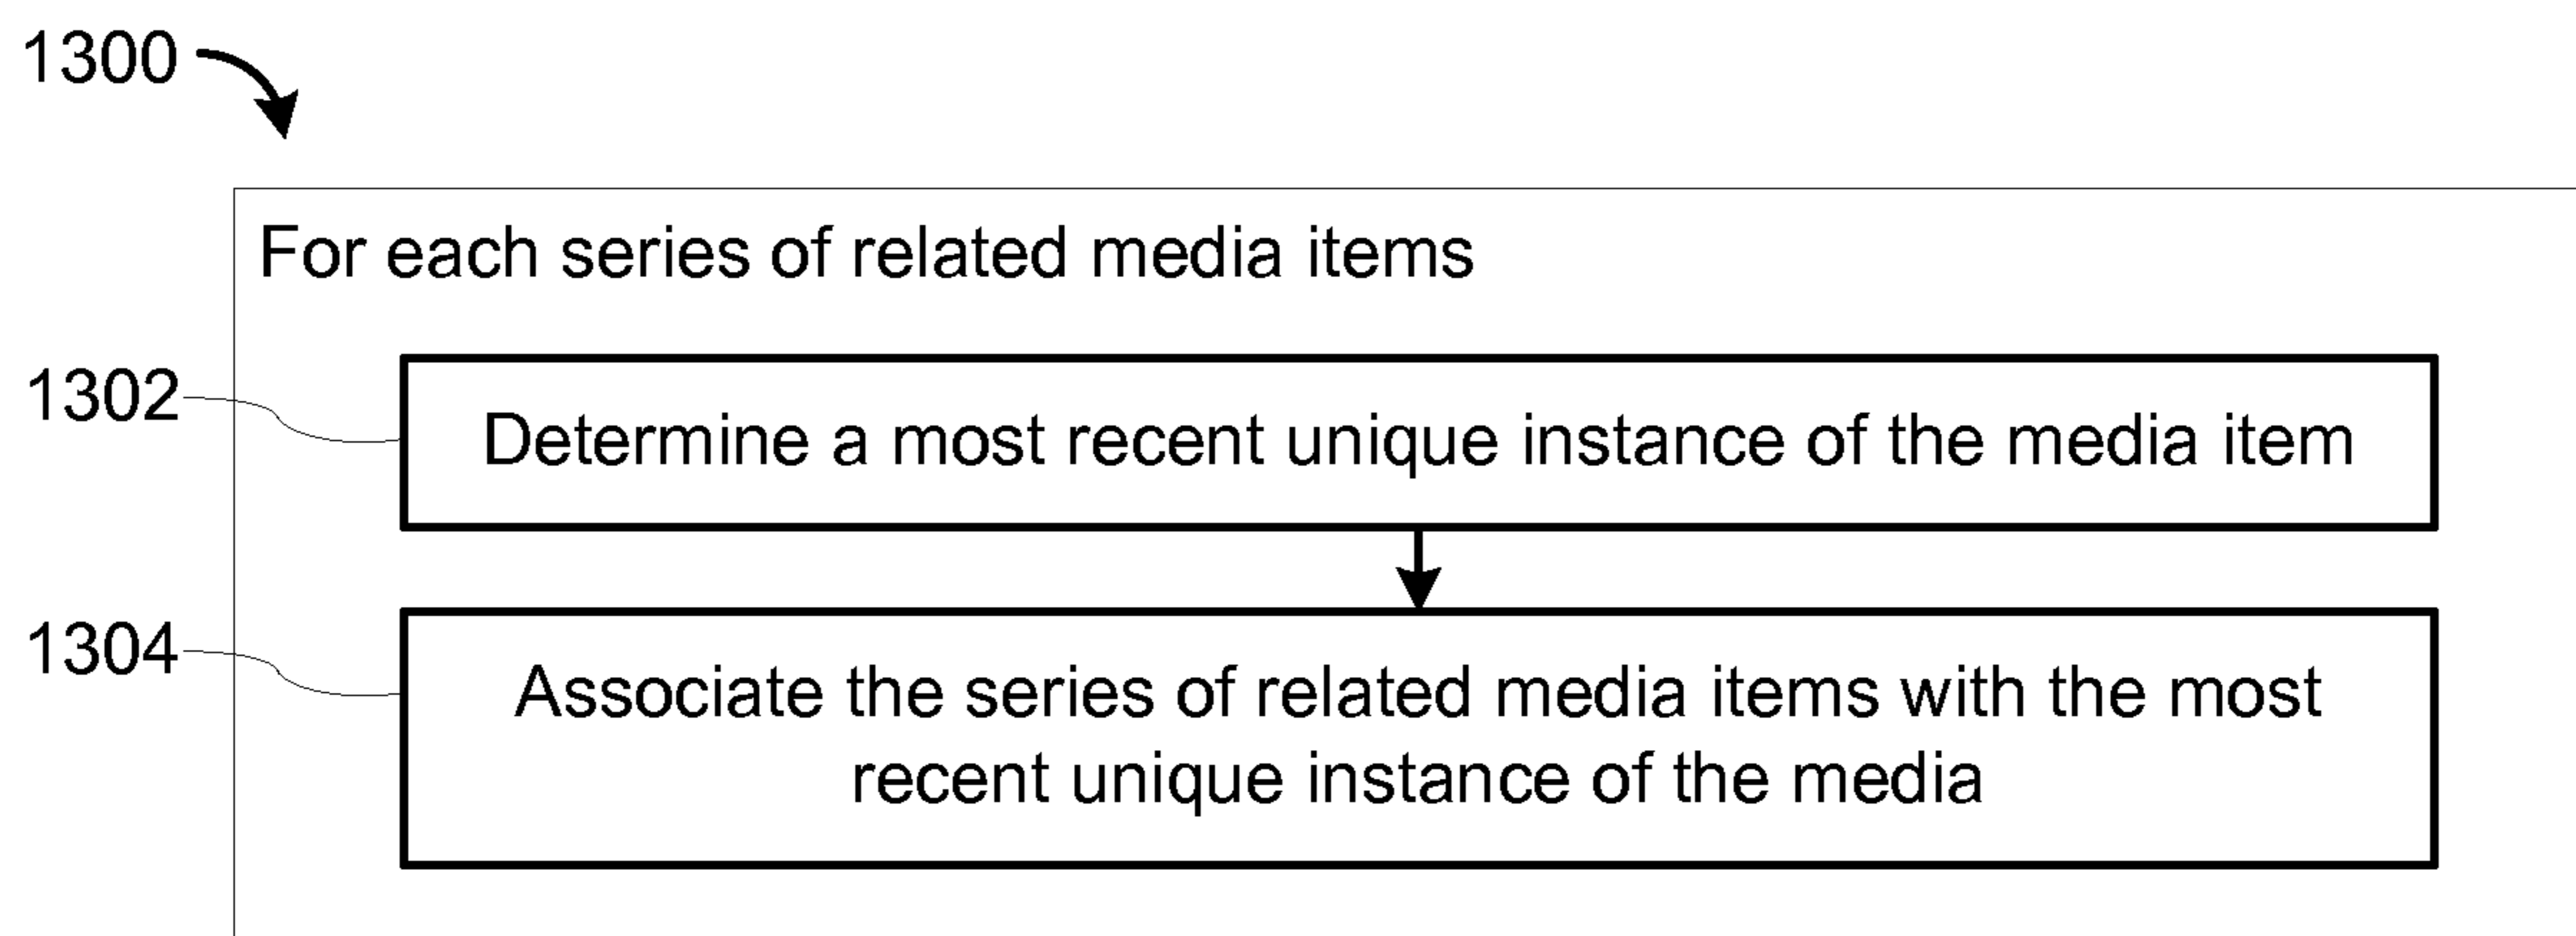 1300
For each series of related media items
1302
Determine a most recent unique instance of the media item
1304
Associate the series of related media items with the most
recent unique instance of the media